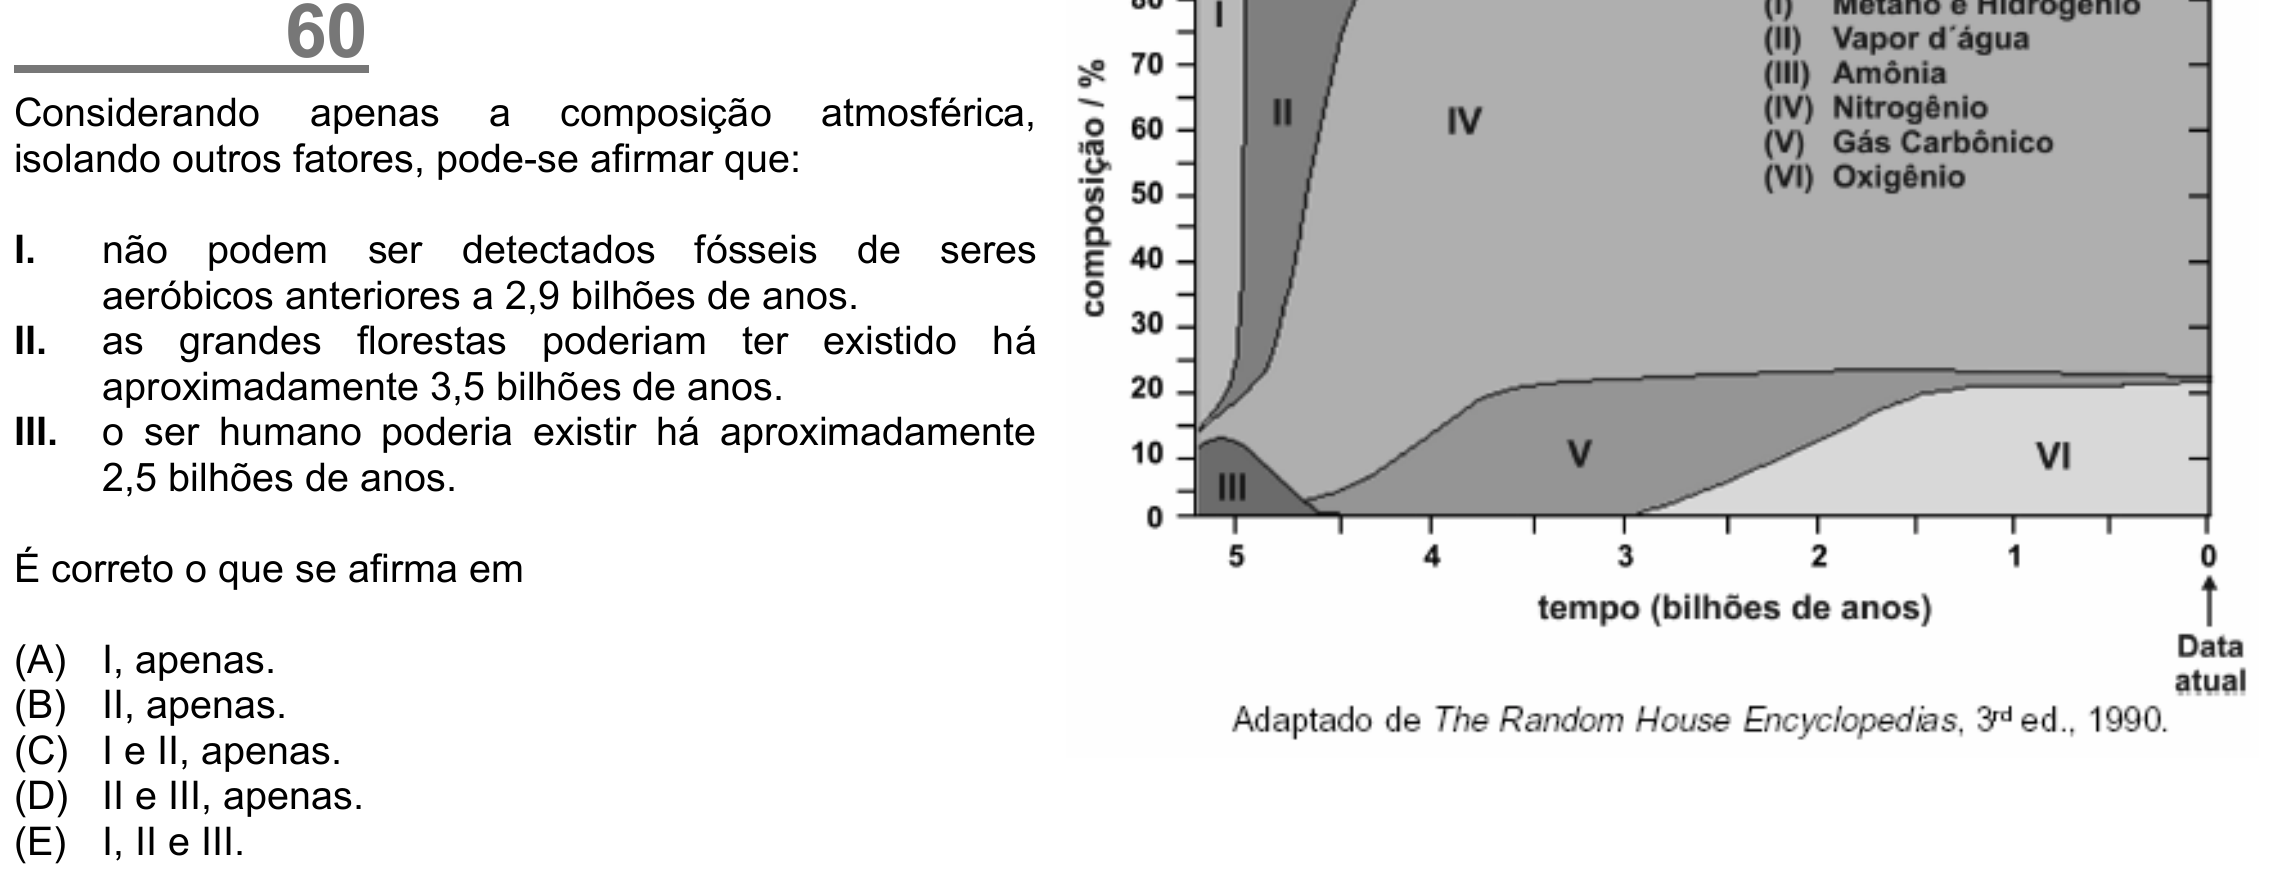 60
Considerando apenas a composição atmosférica,
isolando outros fatores, pode-se afirmar que:
I. não podem ser detectados fósseis de seres
aeróbicos anteriores a 2,9 bilhões de anos.
II. as grandes florestas poderiam ter existido há
aproximadamente 3,5 bilhões de anos.
III. o ser humano poderia existir há aproximadamente
2,5 bilhões de anos.
É correto o que se afirma em
(A) I, apenas.
(B) II, apenas.
(C) I e II, apenas.
(D) II e III, apenas.
(E) I, II e III.
composição / %
80
70
60
50
40
30
20
10
0
I
II
III
IV
V
VI
(I) Metano e Hidrogênio
(II) Vapor d´água
(III) Amônia
(IV) Nitrogênio
(V) Gás Carbônico
(VI) Oxigênio
5 4 3 2 1 0
tempo (bilhões de anos)
Data
atual
Adaptado de The Random House Encyclopedias, 3rd ed., 1990.